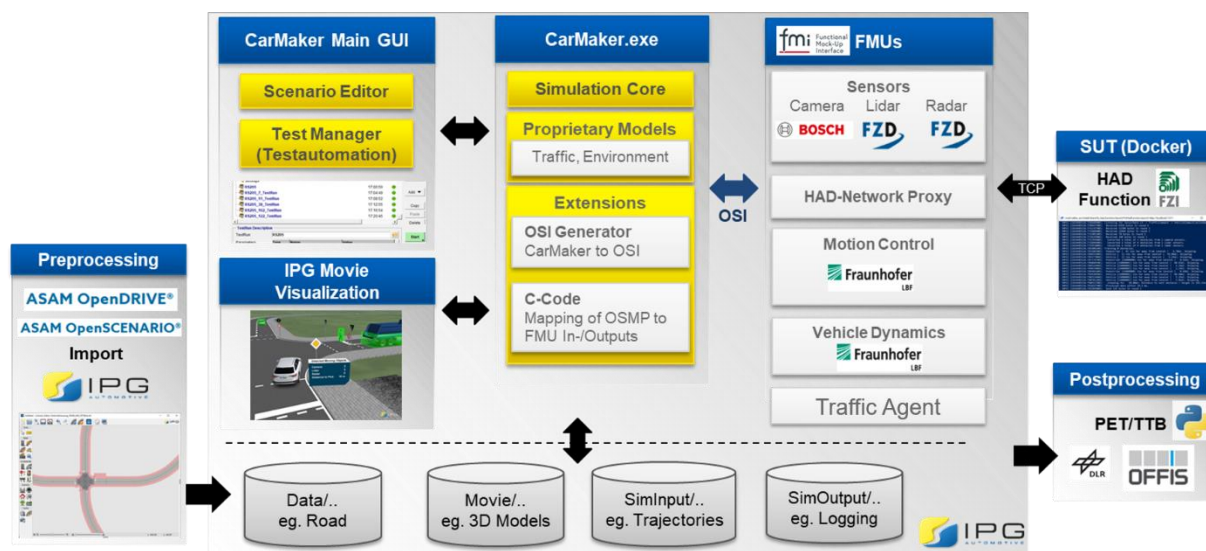 Preprocessing
ASAM OpenDRIVE®
ASAM OpenSCENARIO®
Import
IPG
AUTOMOTIVE
CarMaker Main GUI
Scenario Editor
Test Manager
(Testautomation)
Add
Copy
Delete
Start
IPG Movie
Visualization
CarMaker.exe
Simulation Core
Proprietary Models
Traffic, Environment
Extensions
OSI Generator
CarMaker to OSI
C-Code
Mapping of OSMP to
FMU In-/Outputs
OSI
fmi Functional
Mock-Up
Interface
FMUs
Sensors
Camera Lidar Radar
BOSCH FZD FZD
HAD-Network Proxy
Motion Control
Fraunhofer
LBF
Vehicle Dynamics
Fraunhofer
LBF
Traffic Agent
TCP
SUT (Docker)
HAD
Function
FZI
Postprocessing
PET/TTB
DLR
OFFIS
Data/..
eg. Road
Movie/..
eg. 3D Models
SimInput/..
eg. Trajectories
SimOutput/..
eg. Logging
IPG
AUTOMOTIVE